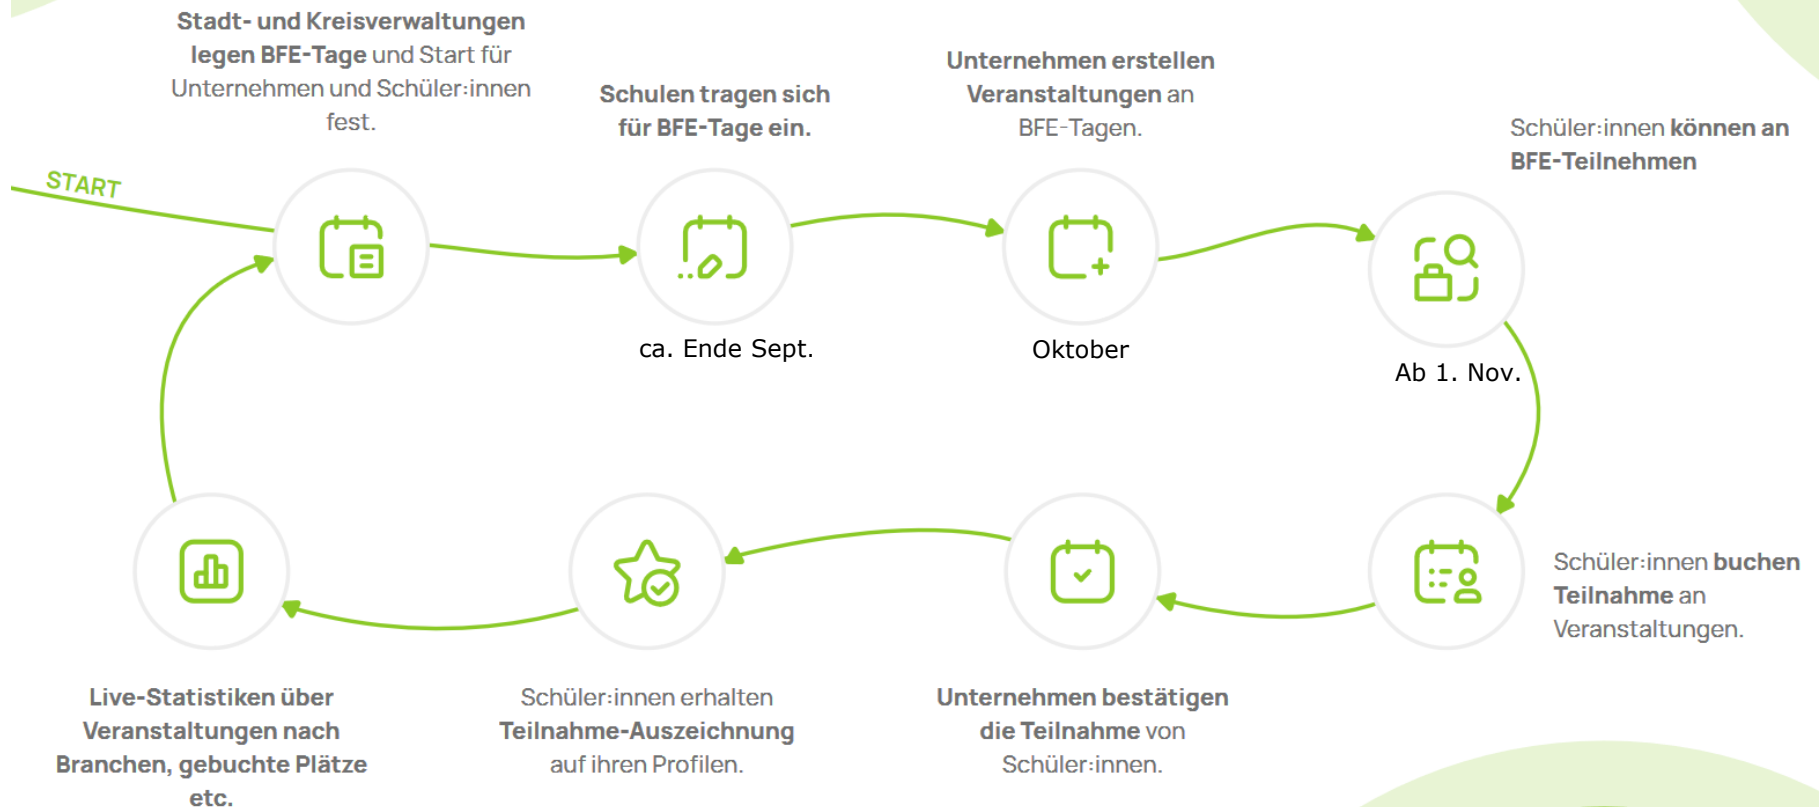 START
Stadt- und Kreisverwaltungen
legen BFE-Tage und Start für
Unternehmen und Schüler:innen
fest.
Schulen tragen sich
für BFE-Tage ein.
ca. Ende Sept.
Unternehmen erstellen
Veranstaltungen an
BFE-Tagen.
Oktober
Schüler:innen können an
BFE-Teilnehmen
Ab 1. Nov.
Schüler:innen buchen
Teilnahme an
Veranstaltungen.
Unternehmen bestätigen
die Teilnahme von
Schüler:innen.
Schüler:innen erhalten
Teilnahme-Auszeichnung
auf ihren Profilen.
Live-Statistiken über
Veranstaltungen nach
Branchen, gebuchte Plätze
etc.